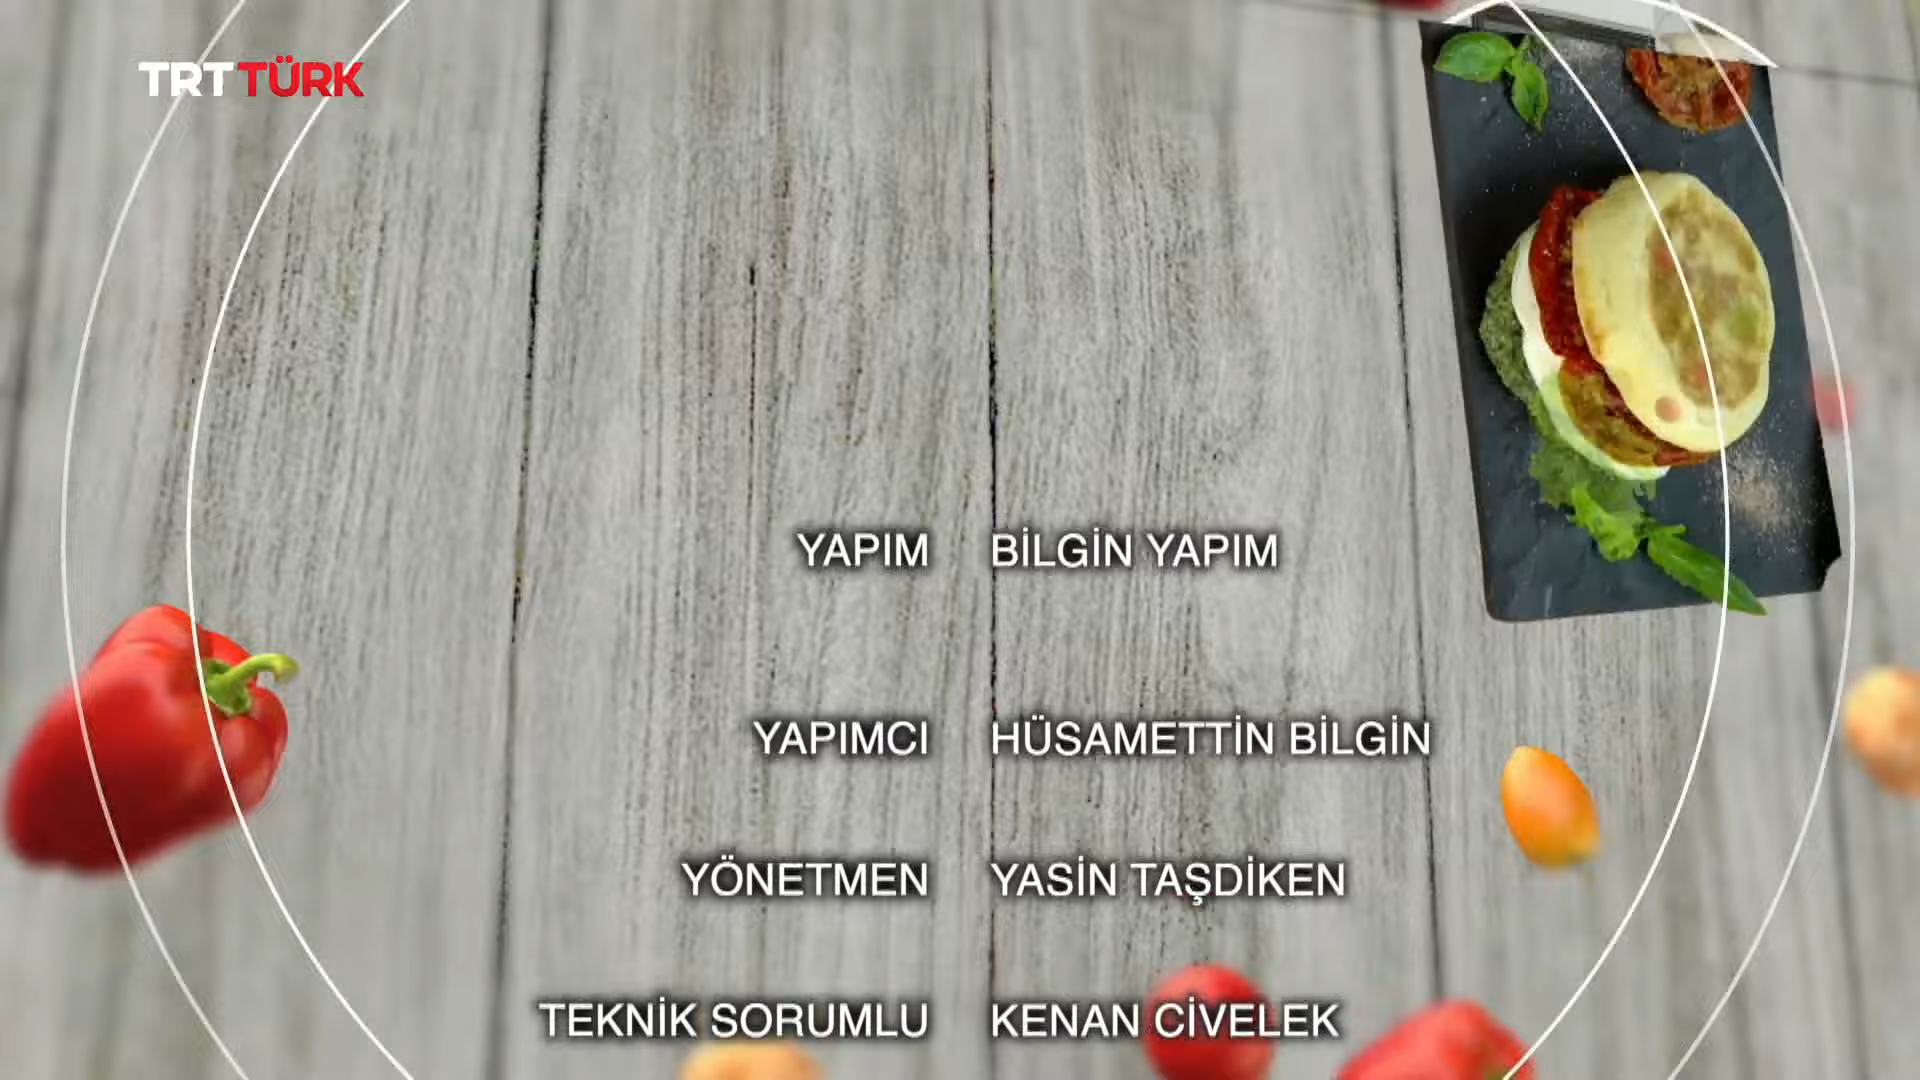 TRT TÜRK
YAPIM BİLGİN YAPIM
YAPIMCI HÜSAMETTİN BİLGİN
YÖNETMEN YASİN TAŞDİKEN
TEKNİK SORUMLU KENAN CİVELEK